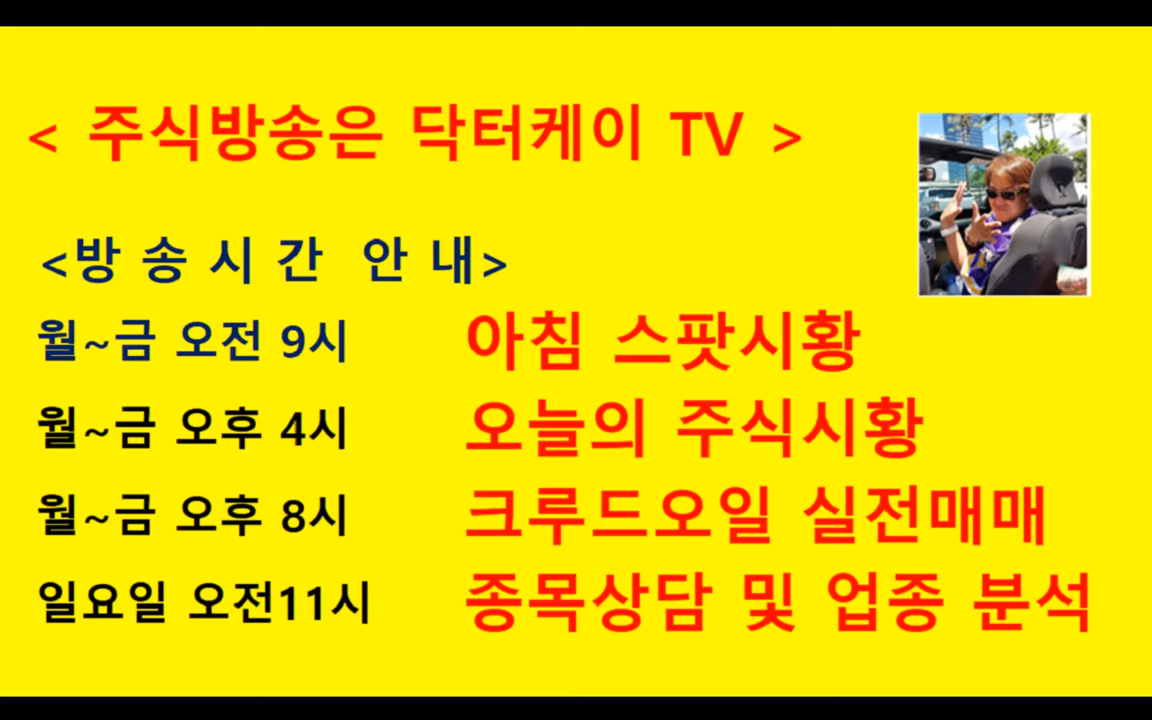 < 주식방송은 닥터케이 TV >
<방 송 시 간 안 내>
월~금 오전 9시 아침 스팟시황
월~금 오후 4시 오늘의 주식시황
월~금 오후 8시 크루드오일 실전매매
일요일 오전11시 종목상담 및 업종 분석